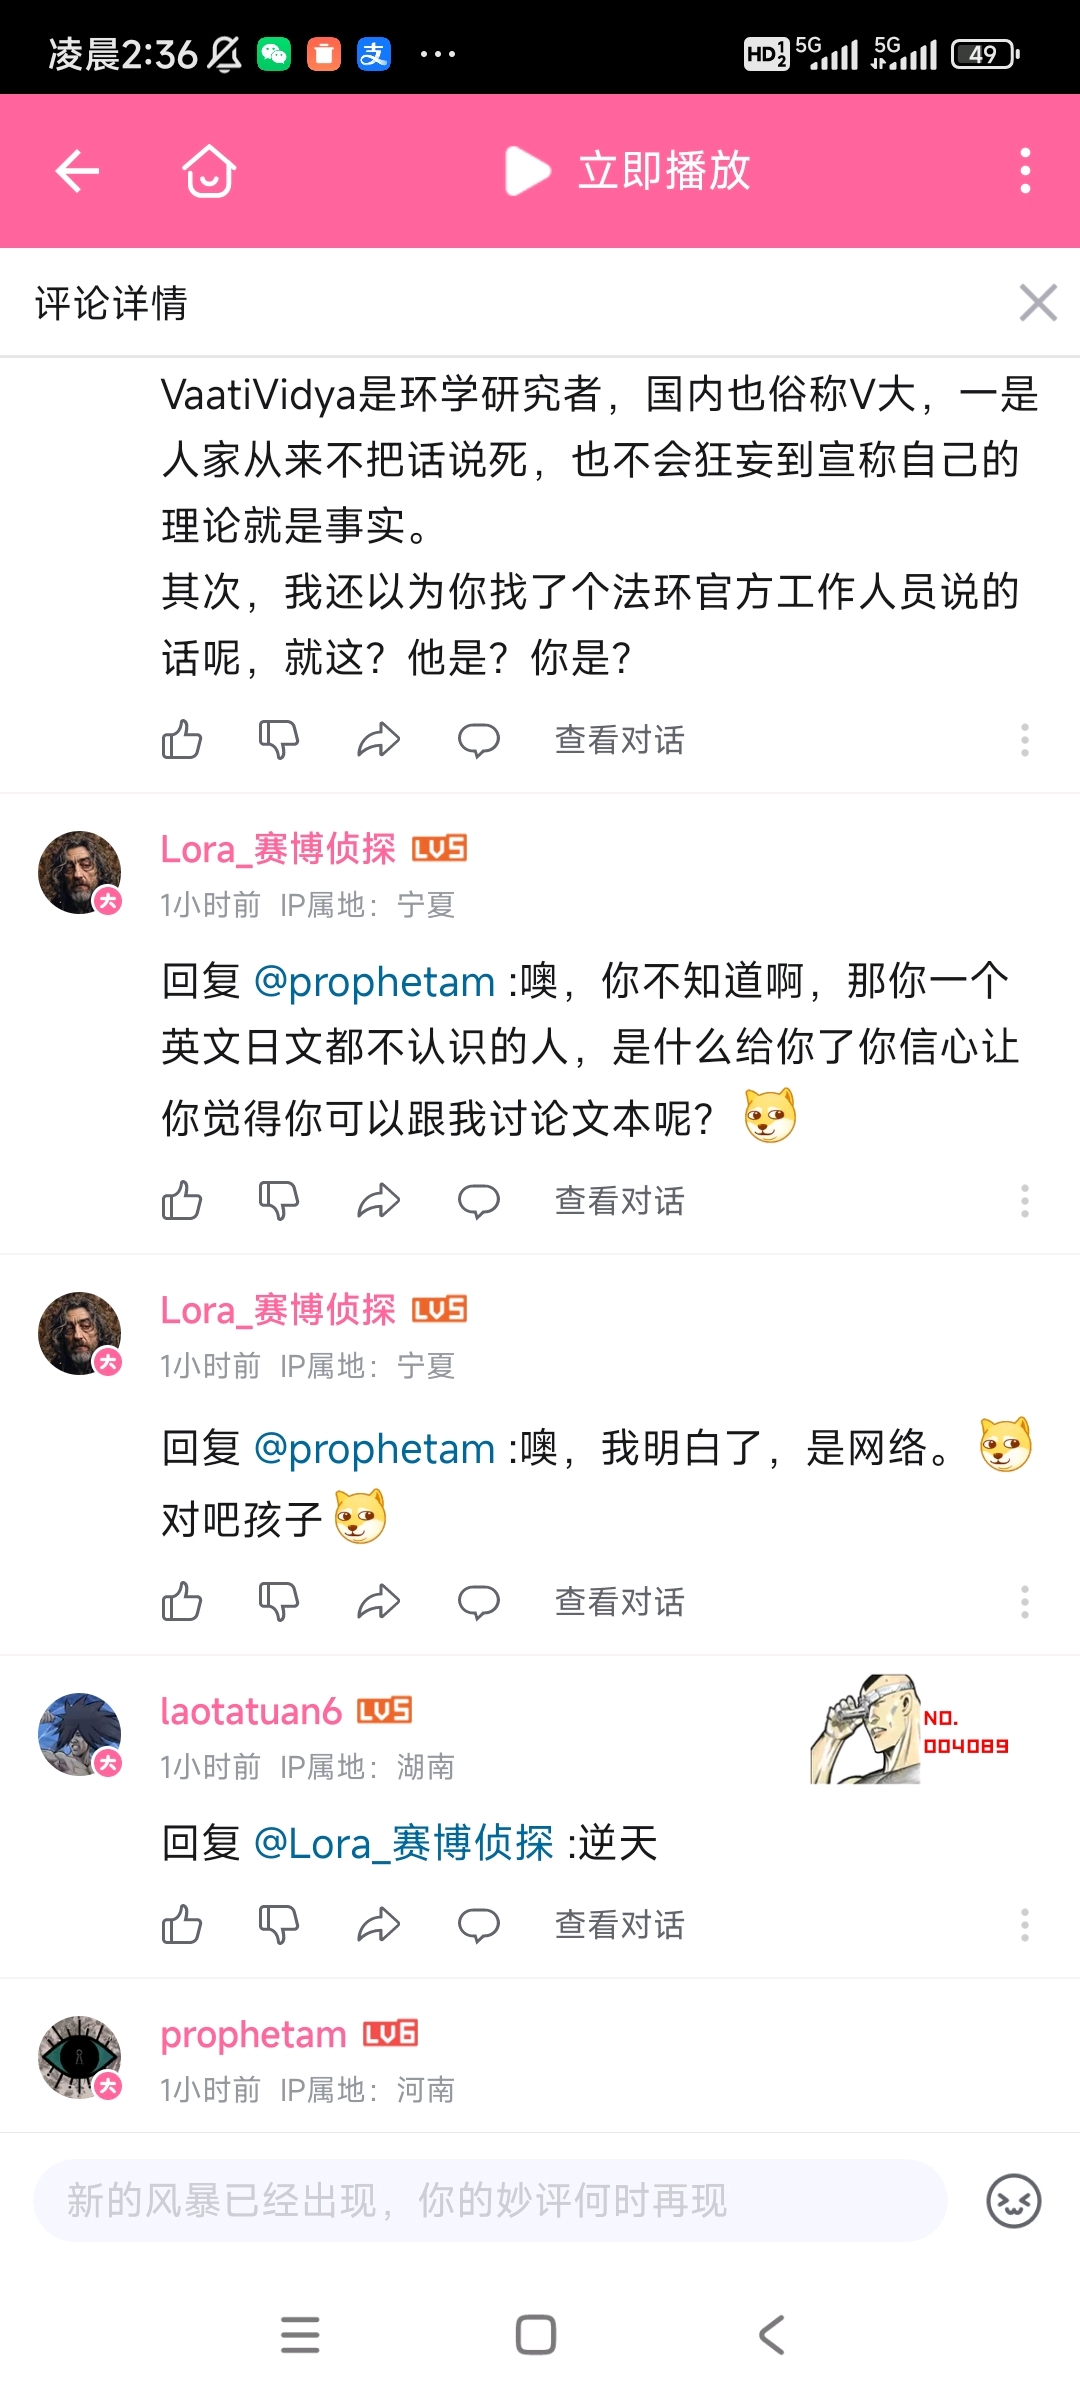 凌晨2:36 支 ··· HD 1 2 5G 5G 49
立即播放
评论详情
VaatiVidya是环学研究者，国内也俗称V大，一是
人家从来不把话说死，也不会狂妄到宣称自己的
理论就是事实。
其次，我还以为你找了个法环官方工作人员说的
话呢，就这？他是？你是？
查看对话
Lora_赛博侦探 LV5
大
1小时前 IP属地：宁夏
回复 @prophetam :噢，你不知道啊，那你一个
英文日文都不认识的人，是什么给你了你信心让
你觉得你可以跟我讨论文本呢？
查看对话
Lora_赛博侦探 LV5
大
1小时前 IP属地：宁夏
回复 @prophetam :噢，我明白了，是网络。
对吧孩子
查看对话
laotatuan6 LV5
NO.
004089
大
1小时前 IP属地：湖南
回复 @Lora_赛博侦探 :逆天
查看对话
prophetam LV6
大
1小时前 IP属地：河南
新的风暴已经出现，你的妙评何时再现